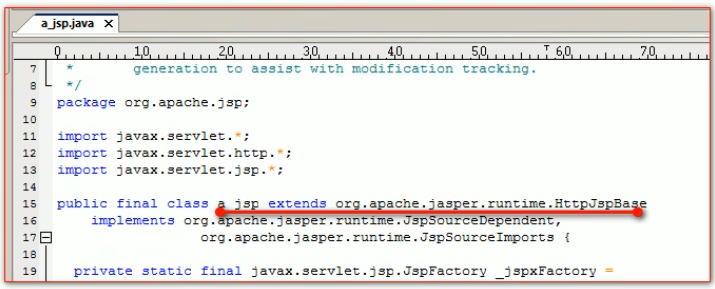 a_jsp.java X
0 10 20 30 40 50 T 60 70
7 * generation to assist with modification tracking.
8 */
9 package org.apache.jsp;
10
11 import javax.servlet.*;
12 import javax.servlet.http.*;
13 import javax.servlet.jsp.*;
14
15 public final class a_jsp extends org.apache.jasper.runtime.HttpJspBase
16 implements org.apache.jasper.runtime.JspSourceDependent,
17 org.apache.jasper.runtime.JspSourceImports {
18
19 private static final javax.servlet.jsp.JspFactory _jspxFactory =